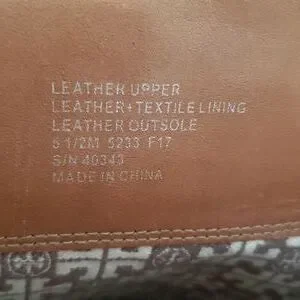 LEATHER UPPER
LEATHER+TEXTILE LINING
LEATHER OUTSOLE
5 1/2M 5233 F17
S/N 40343
MADE IN CHINA